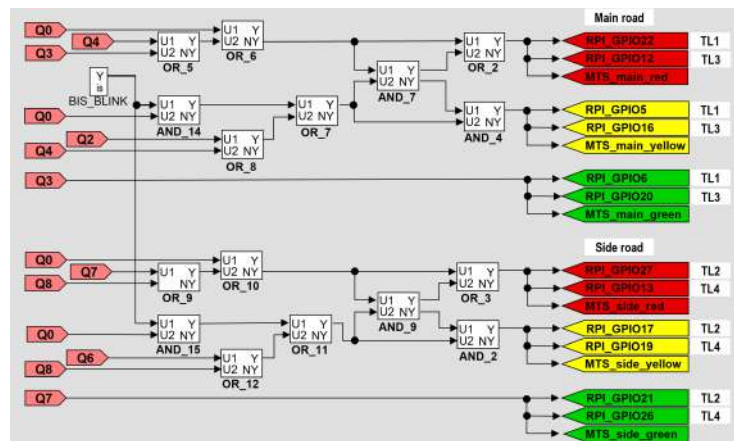 Main road
Q0
Q4
Q3
U1 Y
U2 NY
OR_5
U1 Y
U2 NY
OR_6
U1 Y
U2 NY
OR_2
RPI_GPIO22 TL1
RPI_GPIO12 TL3
MTS_main_red
Y
is
BIS_BLINK
U1 Y
U2 NY
AND_7
Q0
U1 Y
U2 NY
AND_14
U1 Y
U2 NY
OR_7
U1 Y
U2 NY
AND_4
RPI_GPIO5 TL1
RPI_GPIO16 TL3
MTS_main_yellow
Q2
Q4
U1 Y
U2 NY
OR_8
Q3
RPI_GPIO6 TL1
RPI_GPIO20 TL3
MTS_main_green
Side road
Q0
Q7
Q8
U1 Y
U2 NY
OR_9
U1 Y
U2 NY
OR_10
U1 Y
U2 NY
OR_3
RPI_GPIO27 TL2
RPI_GPIO13 TL4
MTS_side_red
U1 Y
U2 NY
AND_9
Q0
U1 Y
U2 NY
AND_15
U1 Y
U2 NY
OR_11
U1 Y
U2 NY
AND_2
RPI_GPIO17 TL2
RPI_GPIO19 TL4
MTS_side_yellow
Q6
Q8
U1 Y
U2 NY
OR_12
Q7
RPI_GPIO21 TL2
RPI_GPIO26 TL4
MTS_side_green